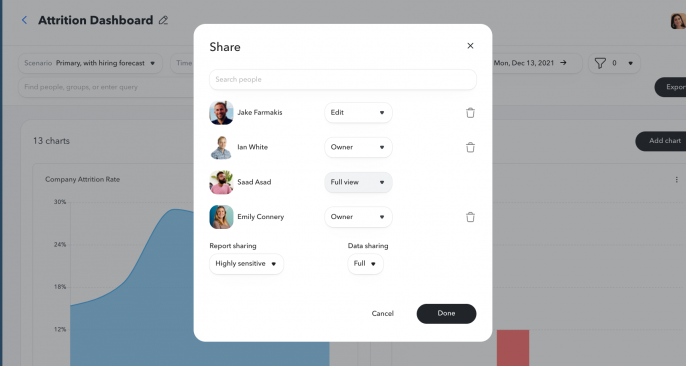 Attrition Dashboard
Share
Scenario Primary, with hiring forecast
Time
Mon, Dec 13, 2021
0
Search people
Find people, groups, or enter query
Export
Jake Farmakis Edit
13 charts
Add chart
Ian White Owner
Company Attrition Rate
Saad Asad Full view
30%
Emily Connery Owner
24%
Report sharing Data sharing
Highly sensitive Full
18%
Cancel Done
12%